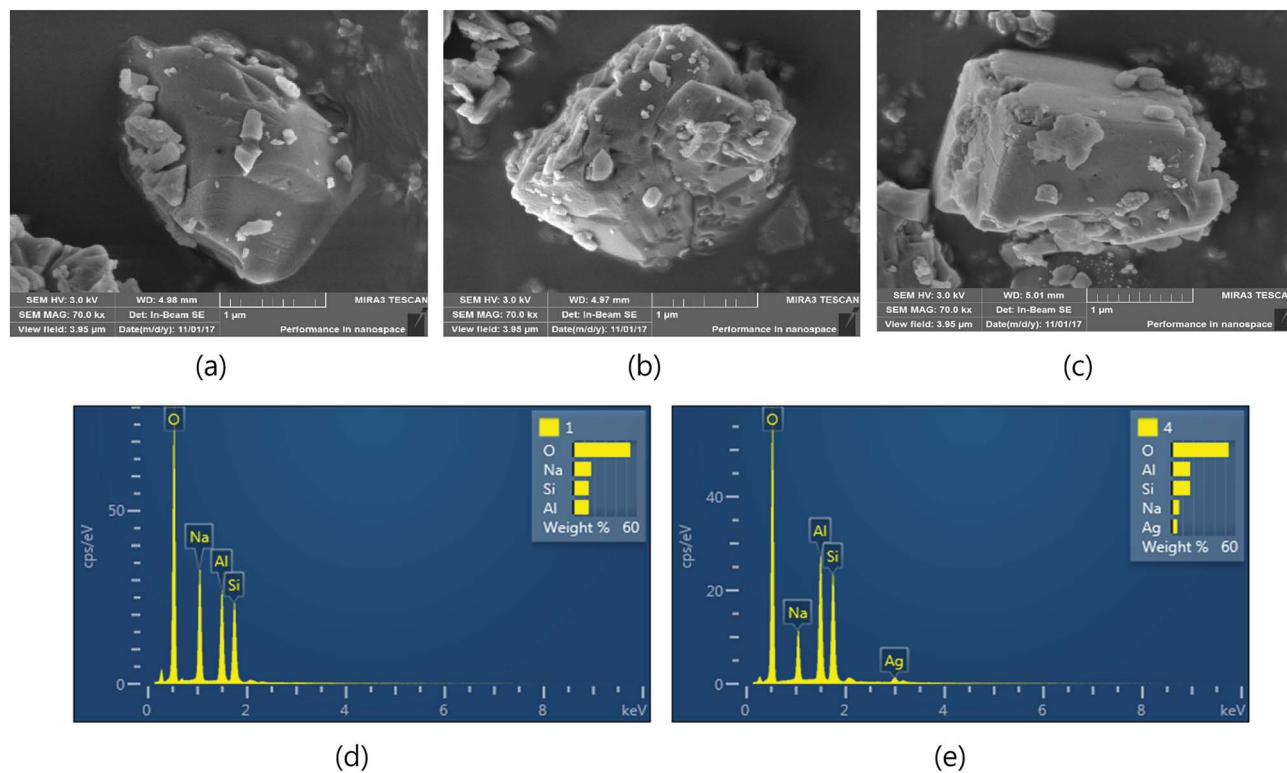 SEM HV: 3.0 kV WD: 4.98 mm MIRA3 TESCAN
SEM MAG: 70.0 kx Det: In-Beam SE 1 µm
View field: 3.95 µm Date(m/d/y): 11/01/17 Performance in nanospace
SEM HV: 3.0 kV WD: 4.97 mm MIRA3 TESCAN
SEM MAG: 70.0 kx Det: In-Beam SE 1 µm
View field: 3.95 µm Date(m/d/y): 11/01/17 Performance in nanospace
SEM HV: 3.0 kV WD: 5.01 mm MIRA3 TESCAN
SEM MAG: 70.0 kx Det: In-Beam SE 1 µm
View field: 3.95 µm Date(m/d/y): 11/01/17 Performance in nanospace
(a) (b) (c)
O
Na
Al
Si
50
0
cps/eV
0 2 4 6 8 keV
1
O
Na
Si
Al
Weight % 60
(d)
O
Al
Si
Na
Ag
40
20
0
cps/eV
0 2 4 6 8 keV
4
O
Al
Si
Na
Ag
Weight % 60
(e)